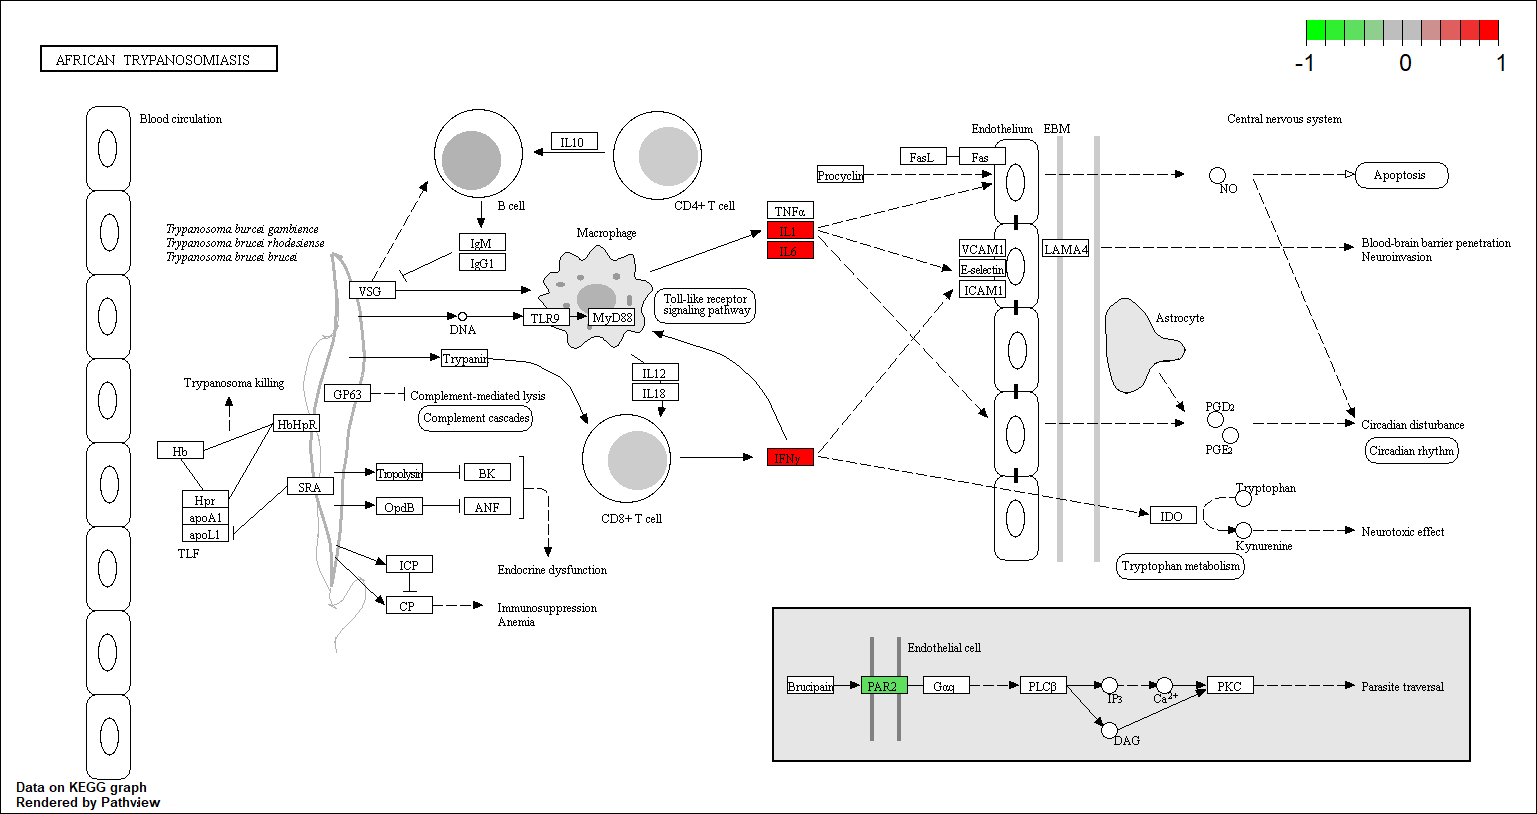 -1 0 1
AFRICAN TRYPANOSOMIASIS
Blood circulation
Trypanosoma burcei gambience
Trypanosoma brucei rhodesiense
Trypanosoma brucei brucei
IL10
B cell
CD4+ T cell
IgM
IgG1
Macrophage
VSG
DNA
TLR9
MyD88
Toll-like receptor
signaling pathway
Trypanin
GP63
Complement-mediated lysis
Complement cascades
IL12
IL18
Trypanosoma killing
HbHpR
Hb
Hpr
apoA1
apoL1
TLF
SRA
Tropolysin
BK
OpdB
ANF
CD8+ T cell
Endocrine dysfunction
ICP
CP
Immunosuppression
Anemia
TNFα
IL1
IL6
IFNγ
Procyclin
FasL
Fas
Endothelium
EBM
VCAM1
E-selectin
ICAM1
LAMA4
Central nervous system
NO
Apoptosis
Blood-brain barrier penetration
Neuroinvasion
Astrocyte
PGD2
PGE2
Circadian disturbance
Circadian rhythm
IDO
Tryptophan
Kynurenine
Neurotoxic effect
Tryptophan metabolism
Endothelial cell
Brucipain
PAR2
Gαq
PLCβ
IP3
Ca2+
DAG
PKC
Parasite traversal
Data on KEGG graph
Rendered by Pathview